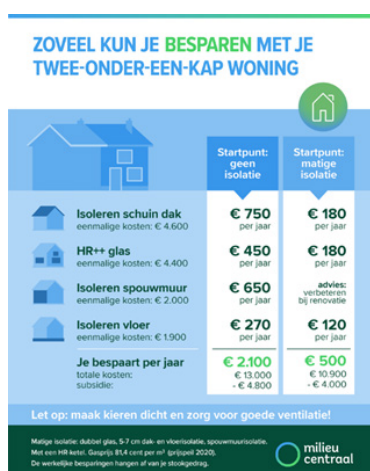 ZOVEEL KUN JE BESPAREN MET JE
TWEE-ONDER-EEN-KAP WONING
Startpunt:
geen
isolatie
Startpunt:
matige
isolatie
Isoleren schuin dak
eenmalige kosten: € 4.600
€ 750
per jaar
€ 180
per jaar
HR++ glas
eenmalige kosten: € 4.400
€ 450
per jaar
€ 180
per jaar
Isoleren spouwmuur
eenmalige kosten: € 2.000
€ 650
per jaar
advies:
verbeteren
bij renovatie
Isoleren vloer
eenmalige kosten: € 1.900
€ 270
per jaar
€ 120
per jaar
Je bespaart per jaar
totale kosten:
subsidie:
€ 2.100
€ 13.000
- € 4.800
€ 500
€ 10.900
- € 4.000
Let op: maak kieren dicht en zorg voor goede ventilatie!
Matige isolatie: dubbel glas, 5-7 cm dak- en vloerisolatie, spouwmuurisolatie.
Met een HR-ketel. Gasprijs 81,4 cent per m³ (prijspeil 2020).
De werkelijke besparingen hangen af van je stookgedrag.
milieu
centraal